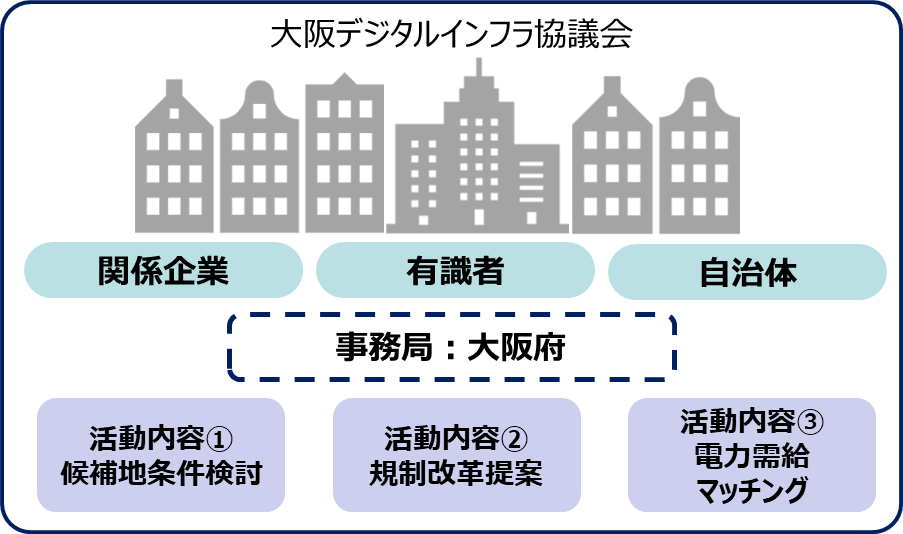 大阪デジタルインフラ協議会
関係企業
有識者
自治体
事務局：大阪府
活動内容①
候補地条件検討
活動内容②
規制改革提案
活動内容③
電力需給
マッチング